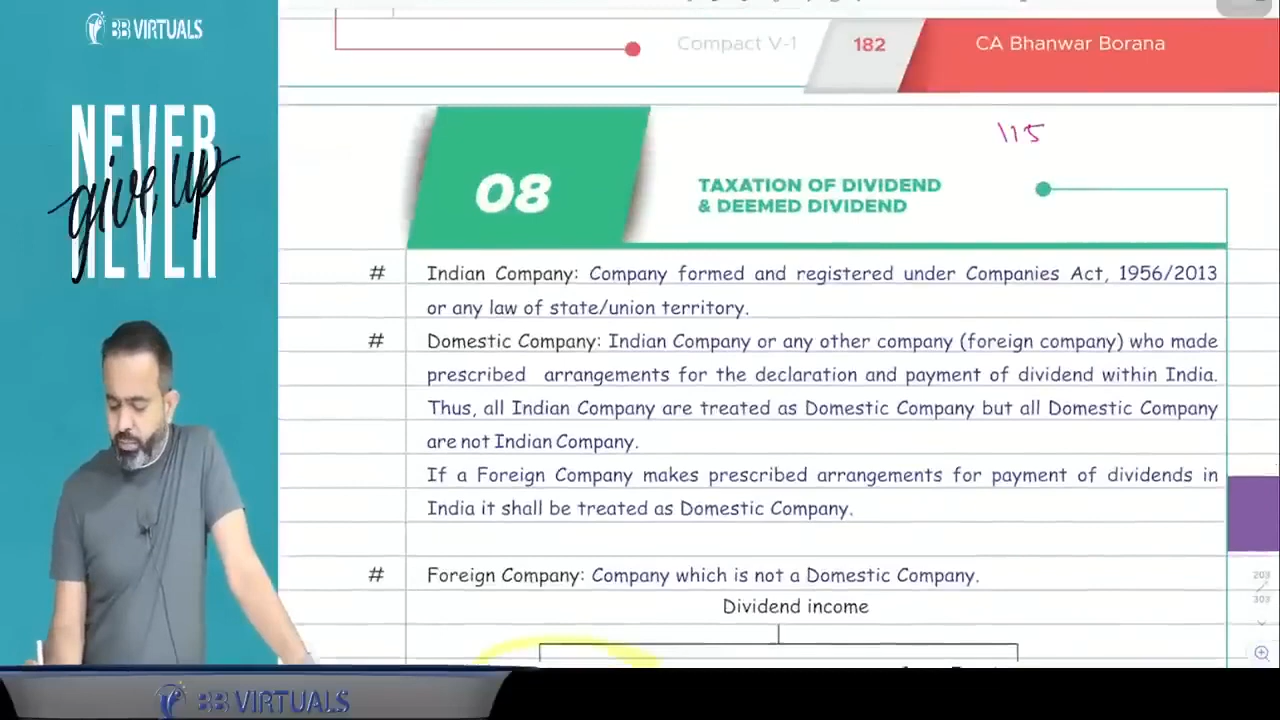 BB VIRTUALS
NEVER
give up
NEVER
Compact V-1
182
CA Bhanwar Borana
115
08
TAXATION OF DIVIDEND
& DEEMED DIVIDEND
# Indian Company: Company formed and registered under Companies Act, 1956/2013
or any law of state/union territory.
# Domestic Company: Indian Company or any other company (foreign company) who made
prescribed arrangements for the declaration and payment of dividend within India.
Thus, all Indian Company are treated as Domestic Company but all Domestic Company
are not Indian Company.
If a Foreign Company makes prescribed arrangements for payment of dividends in
India it shall be treated as Domestic Company.
# Foreign Company: Company which is not a Domestic Company.
Dividend income
203
303
BB VIRTUALS